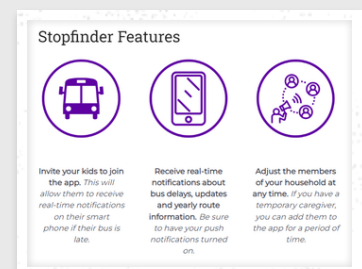 Stopfinder Features
Invite your kids to join
the app. This will
allow them to receive
real-time notifications
on their smart
phone if their bus is
late.
Receive real-time
notifications about
bus delays, updates
and yearly route
information. Be sure
to have your push
notifications turned
on.
Adjust the members
of your household at
any time. If you have a
temporary caregiver,
you can add them to
the app for a period of
time.